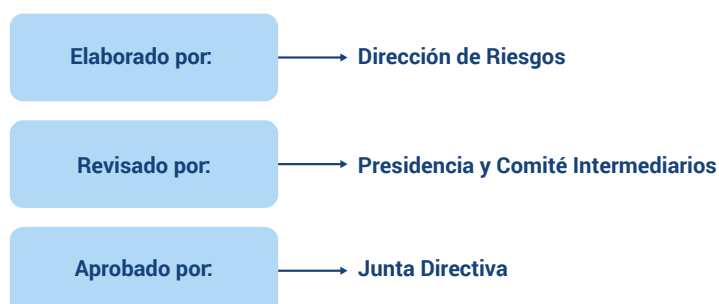 Elaborado por: Dirección de Riesgos
Revisado por: Presidencia y Comité Intermediarios
Aprobado por: Junta Directiva